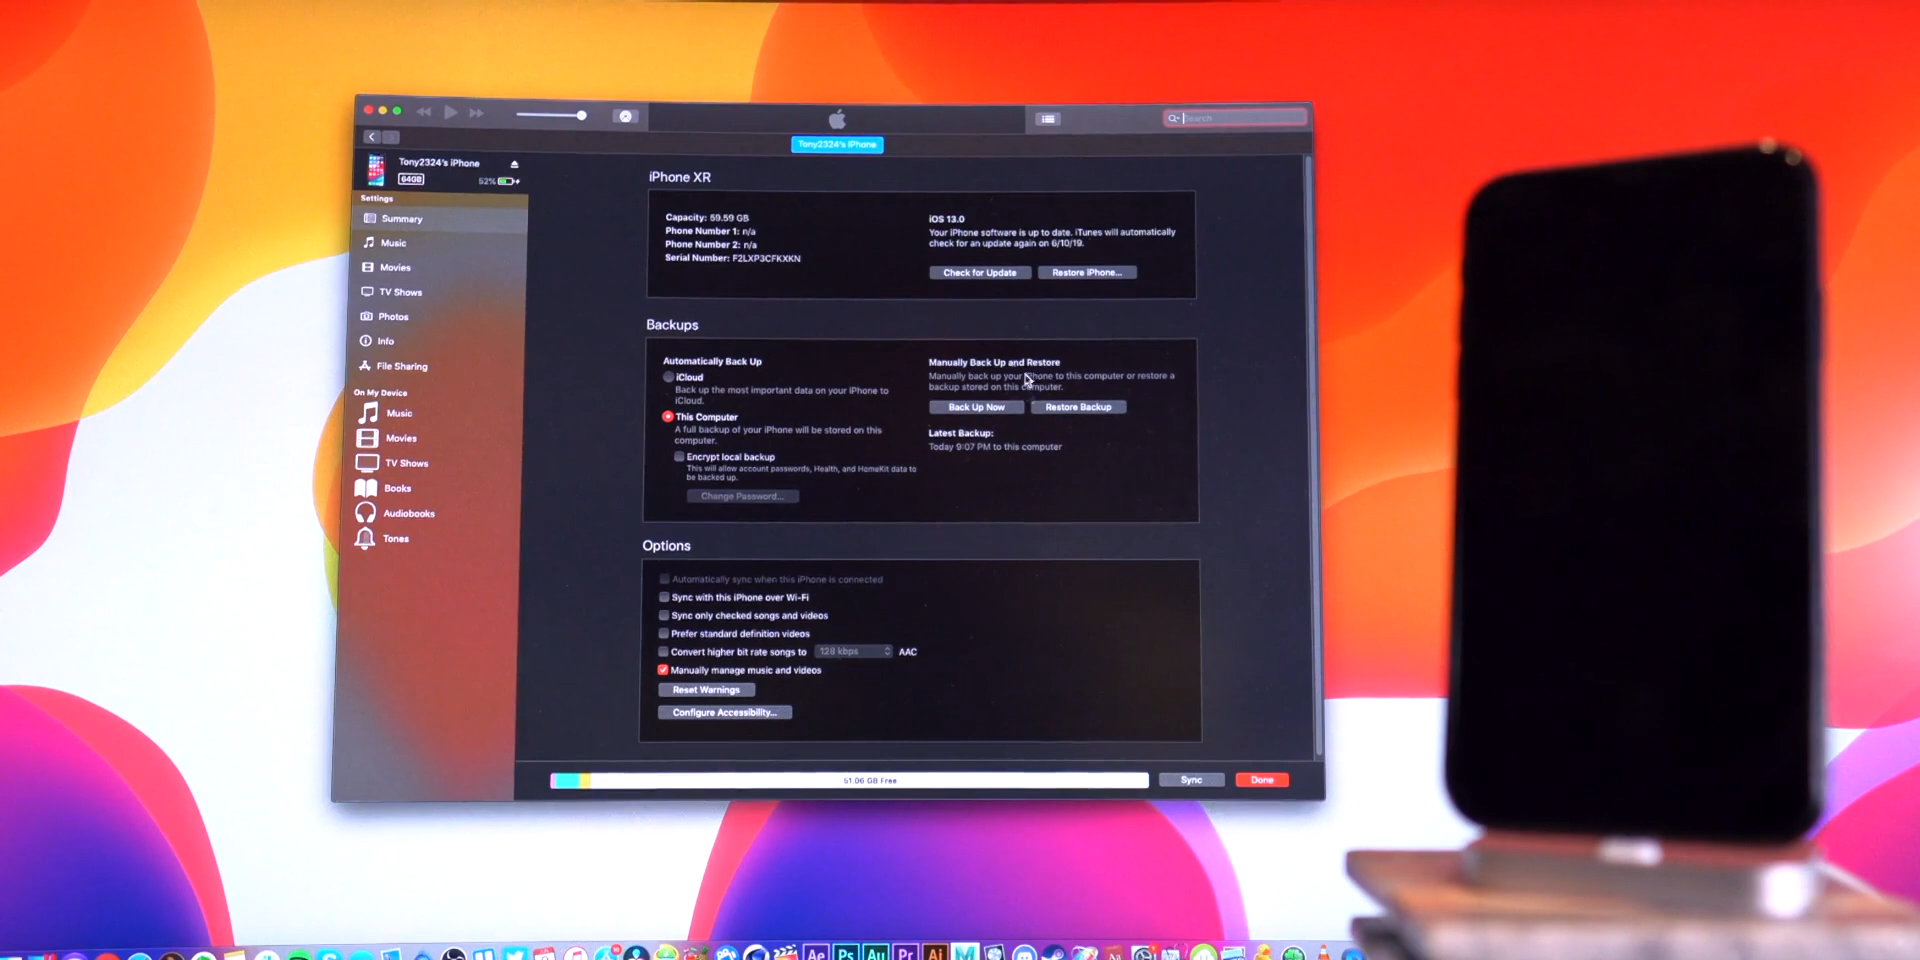 Search
Tony2324's iPhone
Tony2324's iPhone
64GB
52%
Settings
Summary
Music
Movies
TV Shows
Photos
Info
File Sharing
On My Device
Music
Movies
TV Shows
Books
Audiobooks
Tones
iPhone XR
Capacity: 59.59 GB
Phone Number 1: n/a
Phone Number 2: n/a
Serial Number: F2LXP3CFKXKN
iOS 13.0
Your iPhone software is up to date. iTunes will automatically
check for an update again on 6/10/19.
Check for Update
Restore iPhone...
Backups
Automatically Back Up
iCloud
Back up the most important data on your iPhone to
iCloud.
This Computer
A full backup of your iPhone will be stored on this
computer.
Encrypt local backup
This will allow account passwords, Health, and HomeKit data to
be backed up.
Change Password...
Manually Back Up and Restore
Manually back up your iPhone to this computer or restore a
backup stored on this computer.
Back Up Now
Restore Backup
Latest Backup:
Today 9:07 PM to this computer
Options
Automatically sync when this iPhone is connected
Sync with this iPhone over Wi-Fi
Sync only checked songs and videos
Prefer standard definition videos
Convert higher bit rate songs to 128 kbps AAC
Manually manage music and videos
Reset Warnings
Configure Accessibility...
51.06 GB Free
Sync
Done
Ae Ps Au Pr Ai